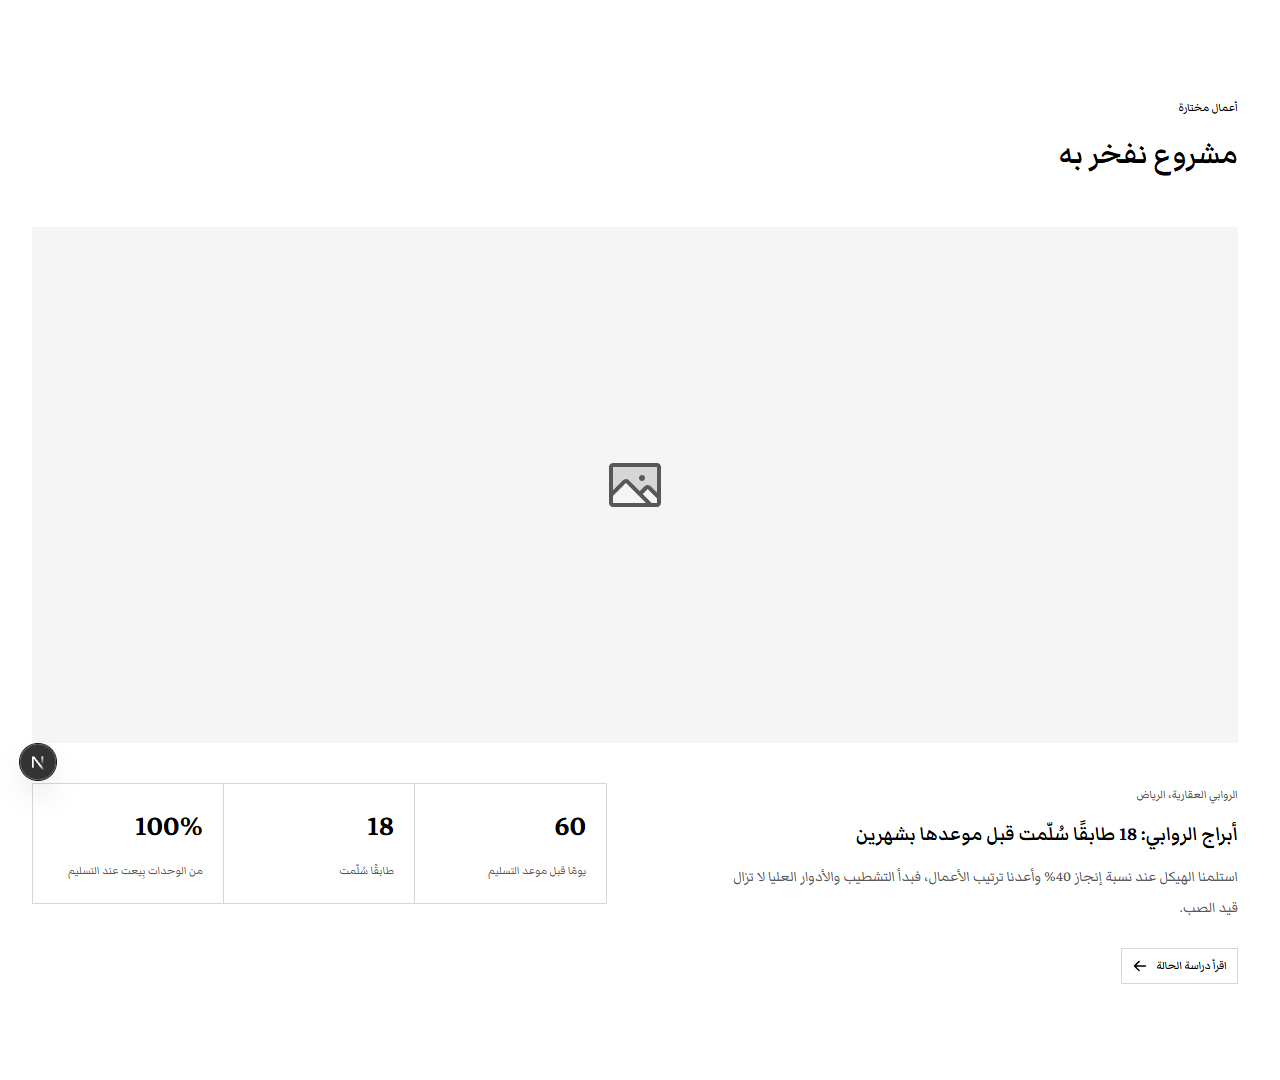 أعمال مختارة
مشروع نفخر به
الروابي العقارية، الرياض
أبراج الروابي: 18 طابقًا سُلّمت قبل موعدها بشهرين
استلمنا الهيكل عند نسبة إنجاز 40% وأعدنا ترتيب الأعمال، فبدأ التشطيب والأدوار العليا لا تزال
قيد الصب.
اقرأ دراسة الحالة
60
يومًا قبل موعد التسليم
18
طابقًا سُلّمت
100%
من الوحدات بِيعت عند التسليم
N